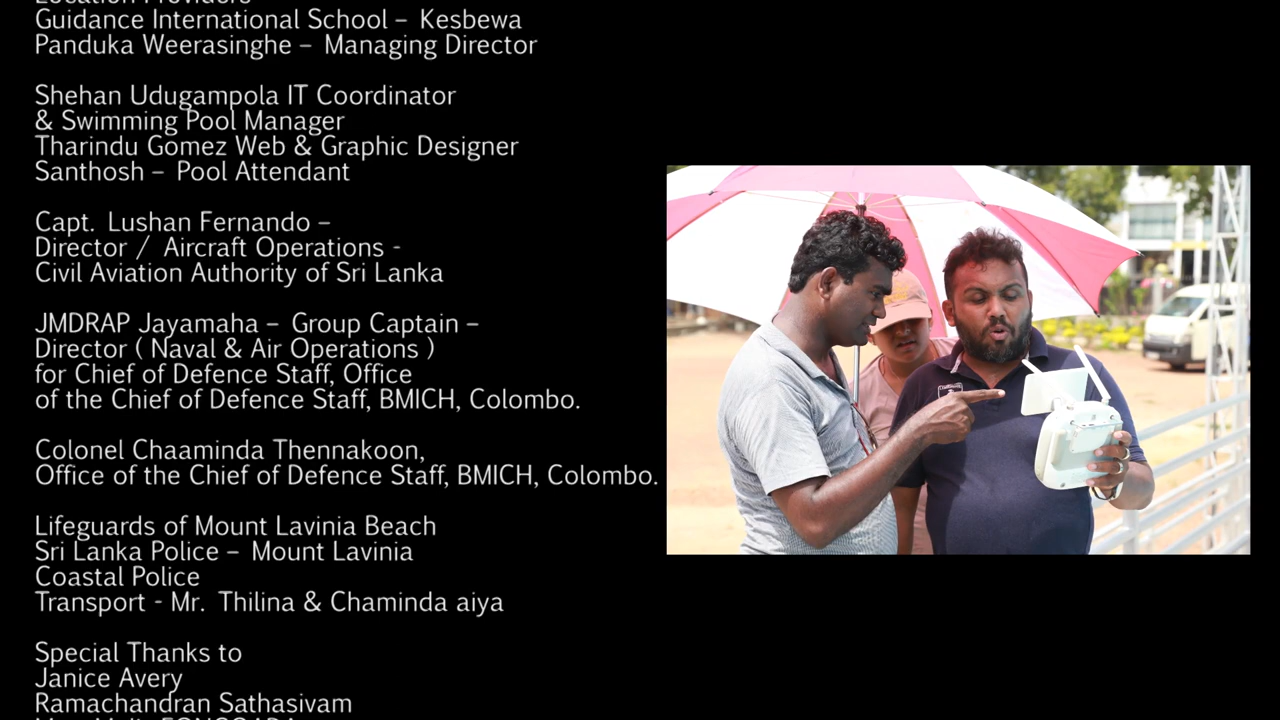 Location Providers
Guidance International School – Kesbewa
Panduka Weerasinghe – Managing Director
Shehan Udugampola IT Coordinator
& Swimming Pool Manager
Tharindu Gomez Web & Graphic Designer
Santhosh – Pool Attendant
Capt. Lushan Fernando –
Director / Aircraft Operations -
Civil Aviation Authority of Sri Lanka
JMDRAP Jayamaha – Group Captain –
Director ( Naval & Air Operations )
for Chief of Defence Staff, Office
of the Chief of Defence Staff, BMICH, Colombo.
Colonel Chaaminda Thennakoon,
Office of the Chief of Defence Staff, BMICH, Colombo.
Lifeguards of Mount Lavinia Beach
Sri Lanka Police – Mount Lavinia
Coastal Police
Transport - Mr. Thilina & Chaminda aiya
Special Thanks to
Janice Avery
Ramachandran Sathasivam